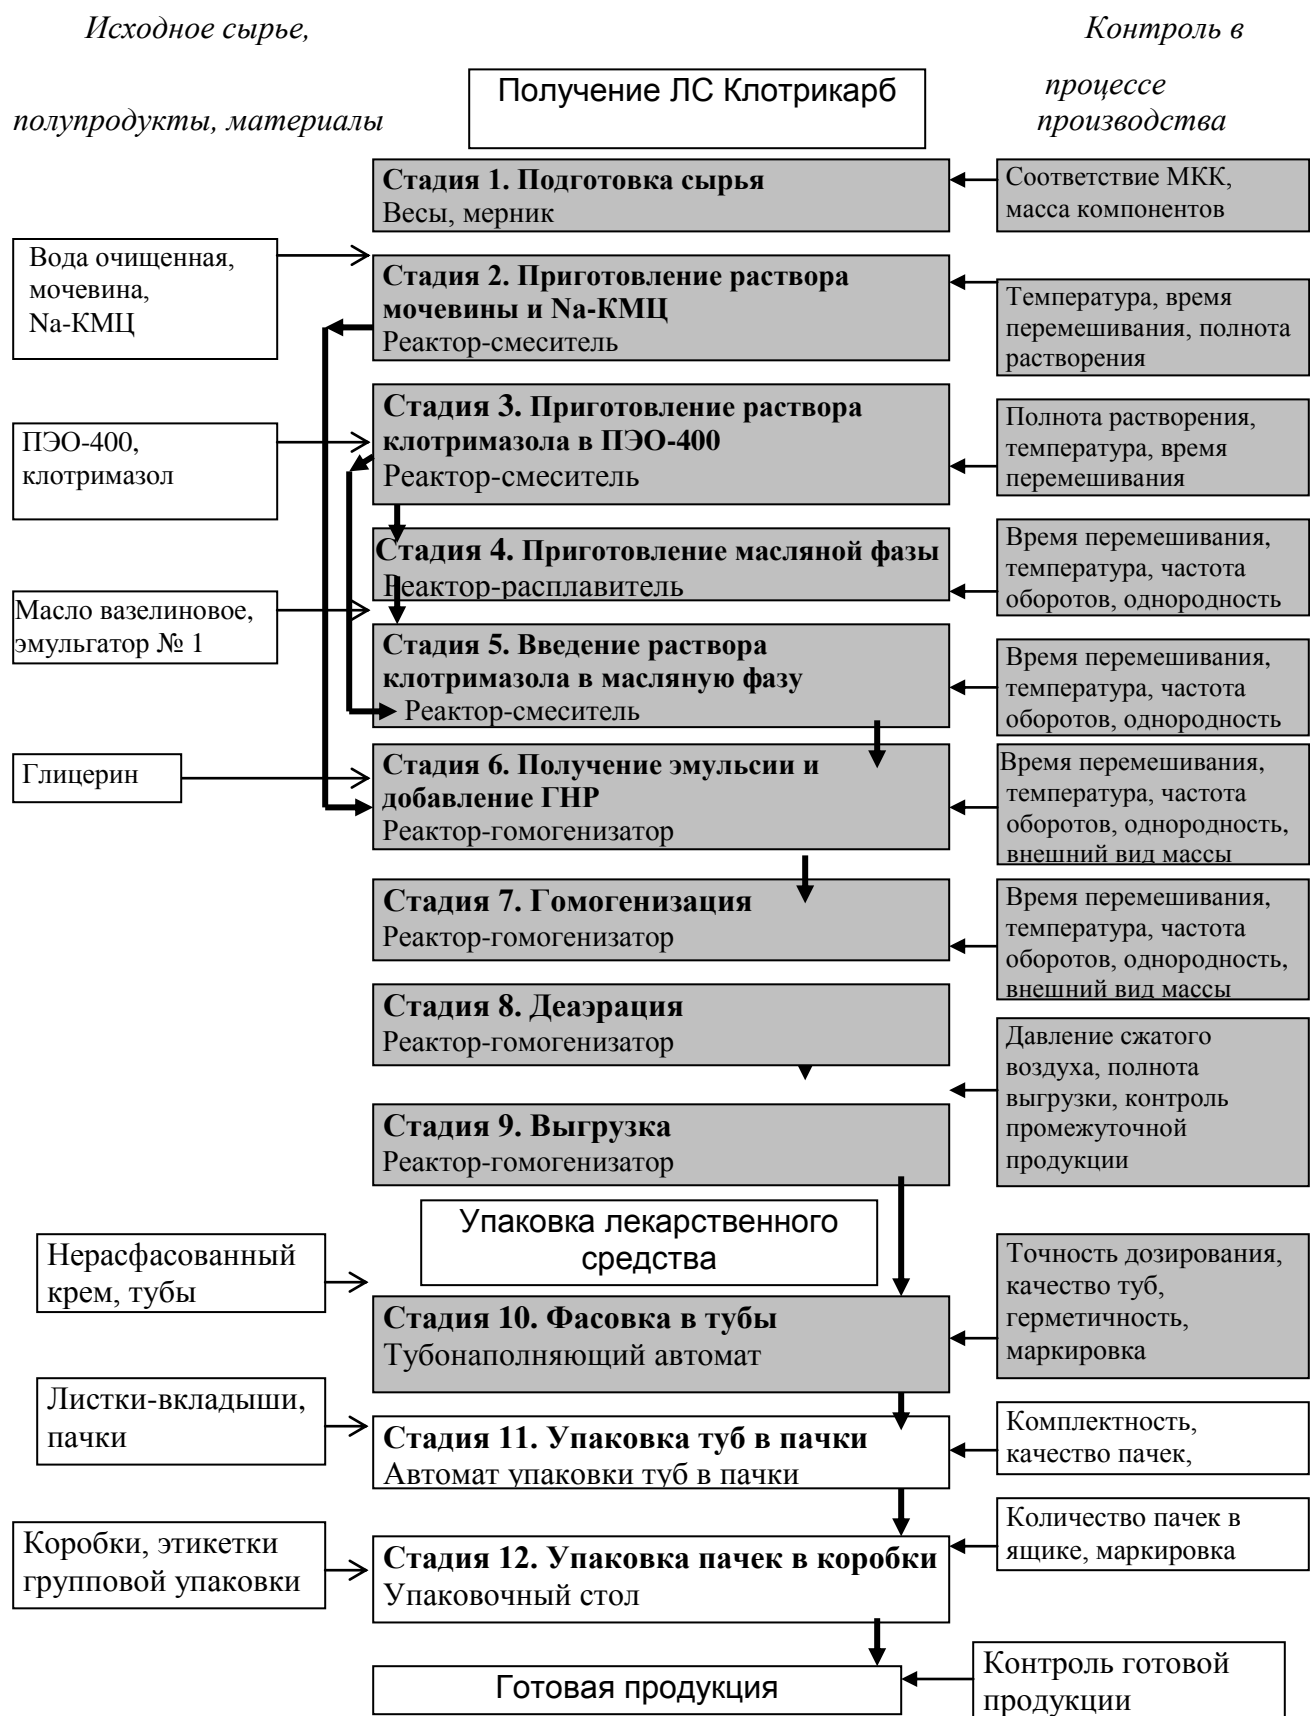 Исходное сырье,
Контроль в
Получение ЛС Клотрикарб
процессе
полупродукты, материалы
производства
Стадия 1. Подготовка сырья
Весы, мерник
Соответствие МКК,
масса компонентов
Вода очищенная,
мочевина,
Na-КМЦ
Стадия 2. Приготовление раствора
мочевины и Na-КМЦ
Реактор-смеситель
Температура, время
перемешивания, полнота
растворения
ПЭО-400,
клотримазол
Стадия 3. Приготовление раствора
клотримазола в ПЭО-400
Реактор-смеситель
Полнота растворения,
температура, время
перемешивания
Стадия 4. Приготовление масляной фазы
Реактор-расплавитель
Время перемешивания,
температура, частота
оборотов, однородность
Масло вазелиновое,
эмульгатор № 1
Стадия 5. Введение раствора
клотримазола в масляную фазу
Реактор-смеситель
Время перемешивания,
температура, частота
оборотов, однородность
Глицерин
Стадия 6. Получение эмульсии и
добавление ГНР
Реактор-гомогенизатор
Время перемешивания,
температура, частота
оборотов, однородность,
внешний вид массы
Стадия 7. Гомогенизация
Реактор-гомогенизатор
Время перемешивания,
температура, частота
оборотов, однородность,
внешний вид массы
Стадия 8. Деаэрация
Реактор-гомогенизатор
Давление сжатого
воздуха, полнота
выгрузки, контроль
промежуточной
продукции
Стадия 9. Выгрузка
Реактор-гомогенизатор
Упаковка лекарственного
средства
Нерасфасованный
крем, тубы
Стадия 10. Фасовка в тубы
Тубонаполняющий автомат
Точность дозирования,
качество туб,
герметичность,
маркировка
Листки-вкладыши,
пачки
Стадия 11. Упаковка туб в пачки
Автомат упаковки туб в пачки
Комплектность,
качество пачек,
Коробки, этикетки
групповой упаковки
Стадия 12. Упаковка пачек в коробки
Упаковочный стол
Количество пачек в
ящике, маркировка
Готовая продукция
Контроль готовой
продукции